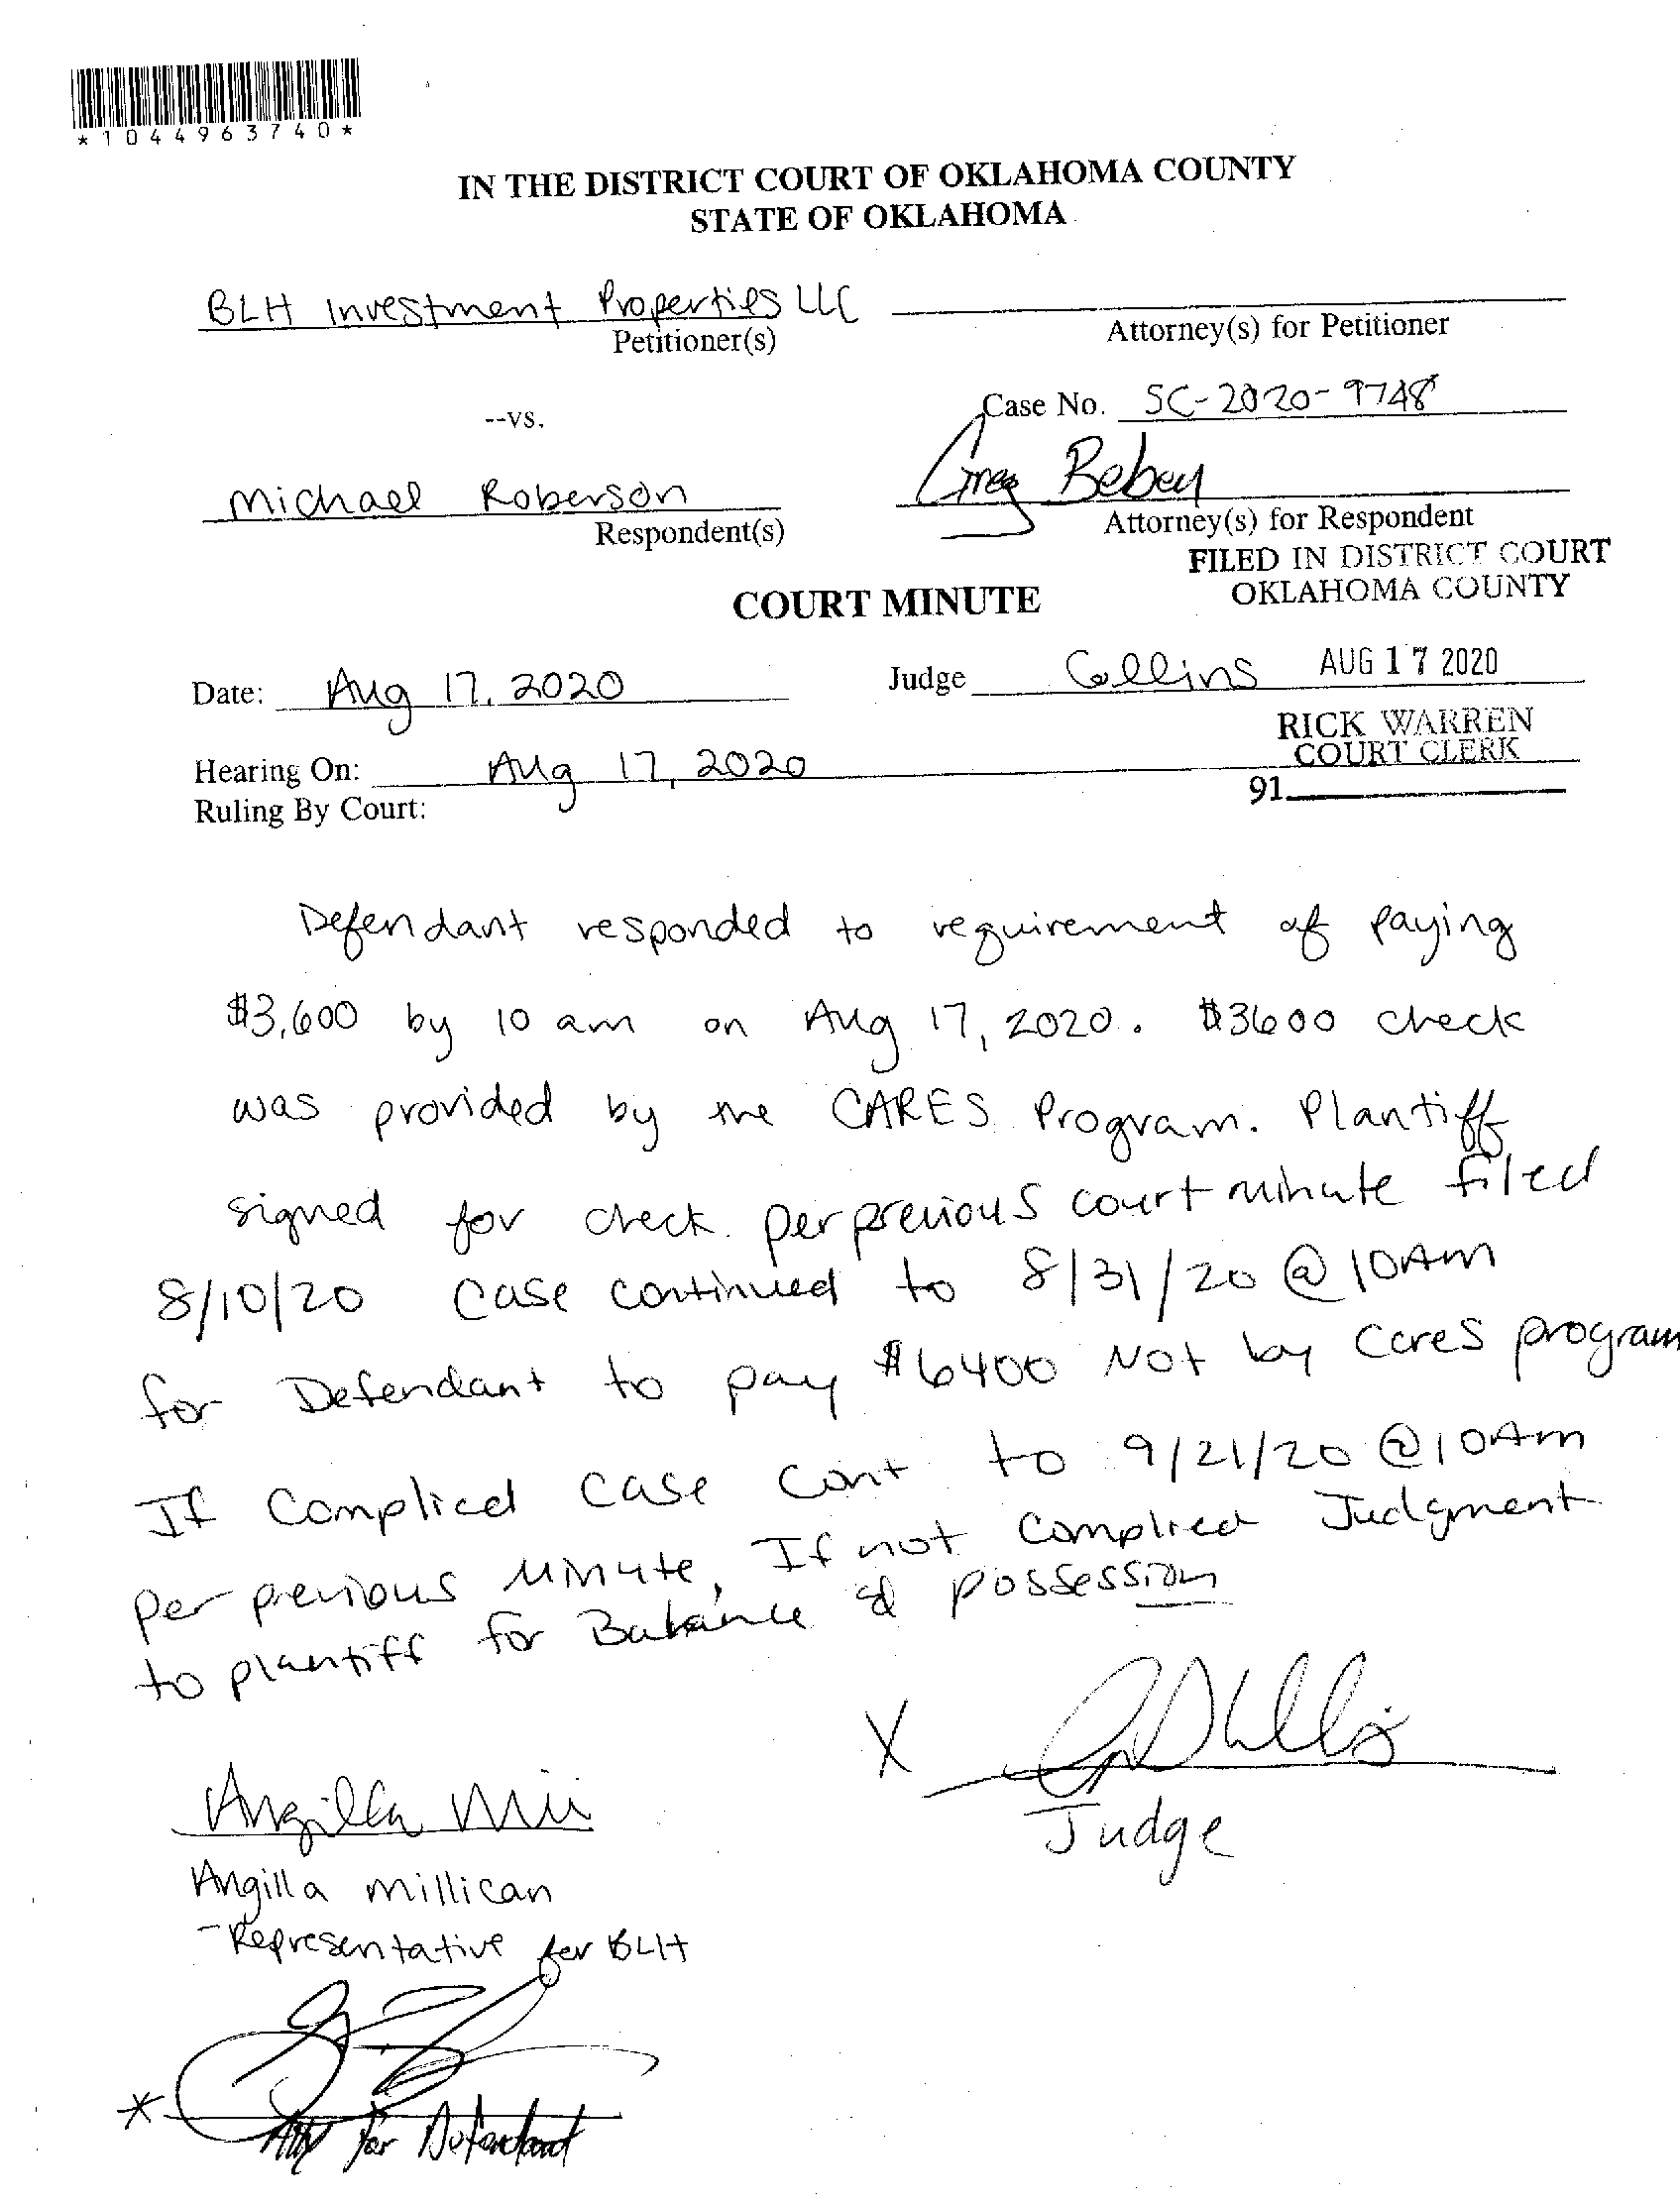 *1044963740*
IN THE DISTRICT COURT OF OKLAHOMA COUNTY
STATE OF OKLAHOMA
BLH Investment Properties LLC
Petitioner(s)
Attorney(s) for Petitioner
--vs.
Case No. SC-2020-9748
Michael Roberson
Respondent(s)
Greg Beben
Attorney(s) for Respondent
FILED IN DISTRICT COURT
OKLAHOMA COUNTY
COURT MINUTE
Date: Aug 17, 2020
Judge Collins
AUG 17 2020
RICK WARREN
COURT CLERK
Hearing On: Aug 17, 2020
91
Ruling By Court:
Defendant responded to requirement of paying
$3,600 by 10 am on Aug 17, 2020. $3600 check
was provided by the CARES Program. Plantiff
signed for check. per previous court minute filed
8/10/20 Case continued to 8/31/20 @ 10AM
for Defendant to pay $6400 Not by Cares program
If Complied case cont to 9/21/20 @10Am
per previous minute, If not complied Judgment
to plantiff for Balance & possession
X
Judge
Angilla
Angilla Millican
- Representative for BLH
*
Atty for Defendant